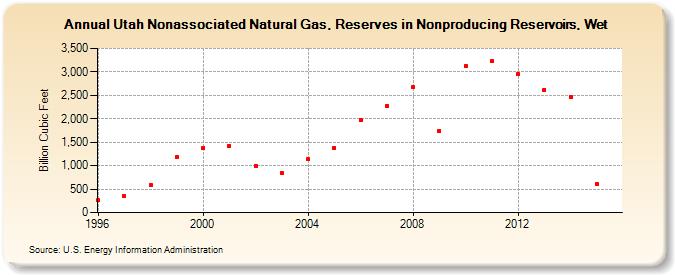 Annual Utah Nonassociated Natural Gas, Reserves in Nonproducing Reservoirs, Wet
Billion Cubic Feet
3,500
3,000
2,500
2,000
1,500
1,000
500
0
1996 2000 2004 2008 2012
Source: U.S. Energy Information Administration